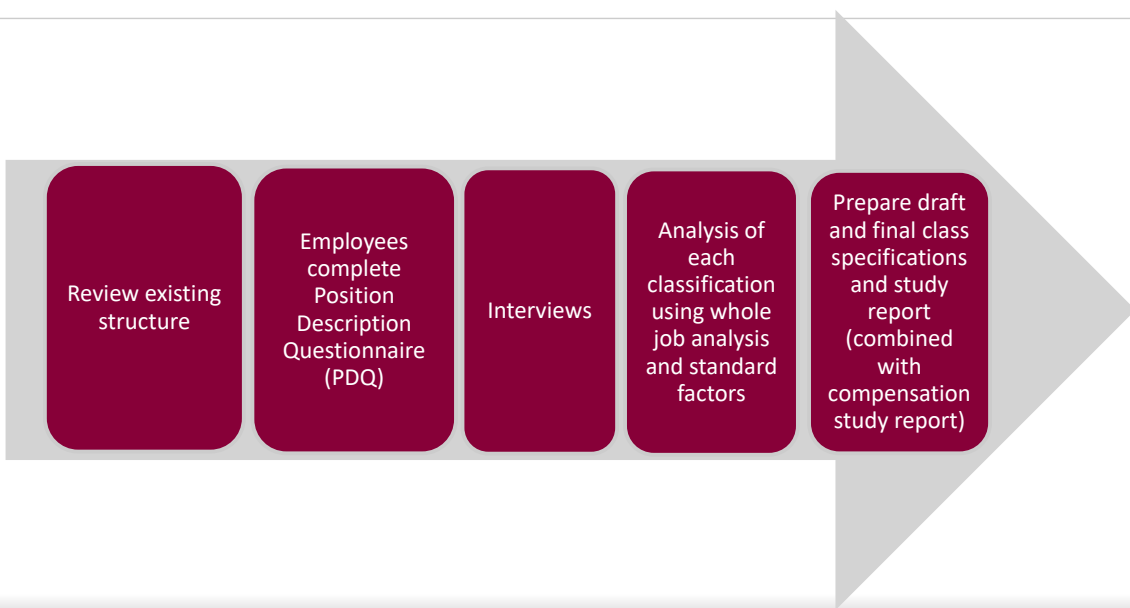 Review existing
structure
Employees
complete
Position
Description
Questionnaire
(PDQ)
Interviews
Analysis of
each
classification
using whole
job analysis
and standard
factors
Prepare draft
and final class
specifications
and study
report
(combined
with
compensation
study report)